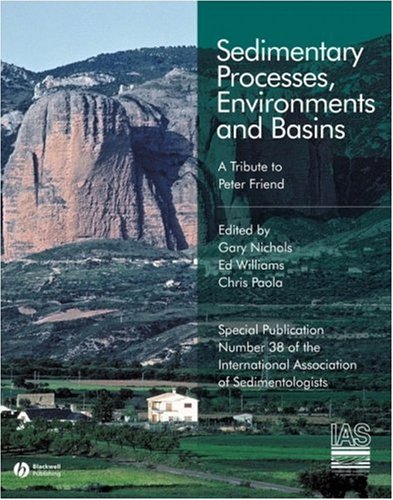 Sedimentary
Processes,
Environments
and Basins
A Tribute to
Peter Friend
Edited by
Gary Nichols
Ed Williams
Chris Paola
Special Publication
Number 38 of the
International Association
of Sedimentologists
IAS
Blackwell
Publishing